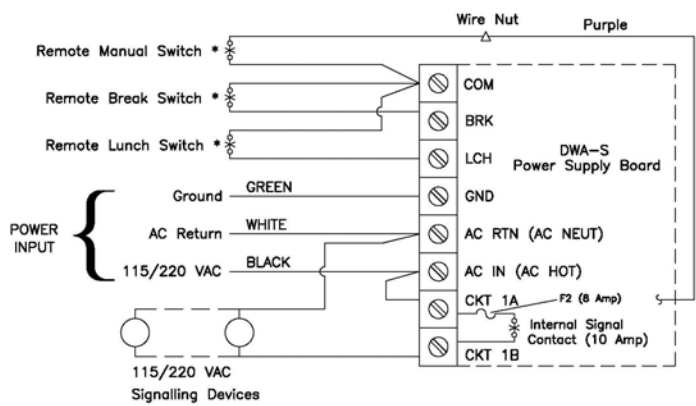 Wire Nut
Purple
Remote Manual Switch *
Remote Break Switch *
Remote Lunch Switch *
COM
BRK
LCH
DWA-S
Power Supply Board
POWER
INPUT
Ground
GREEN
GND
AC Return
WHITE
AC RTN (AC NEUT)
115/220 VAC
BLACK
AC IN (AC HOT)
CKT 1A
F2 (8 Amp)
Internal Signal
Contact (10 Amp)
CKT 1B
115/220 VAC
Signalling Devices